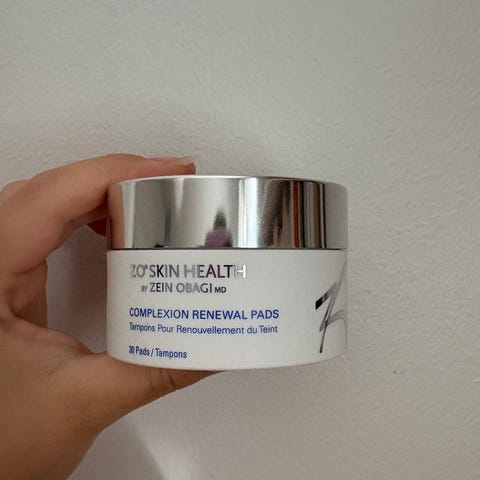 ZO® SKIN HEALTH
BY ZEIN OBAGI MD
COMPLEXION RENEWAL PADS
Tampons Pour Renouvellement du Teint
30 Pads / Tampons